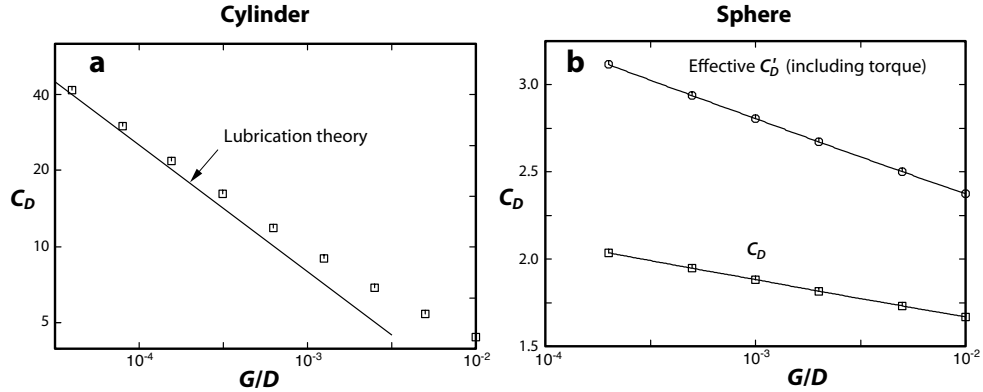 Cylinder
Sphere
a
Lubrication theory
40
20
10
5
C_D
10⁻⁴
10⁻³
10⁻²
G/D
b
Effective C'_D (including torque)
C_D
3.0
2.5
2.0
1.5
C_D
10⁻⁴
10⁻³
10⁻²
G/D